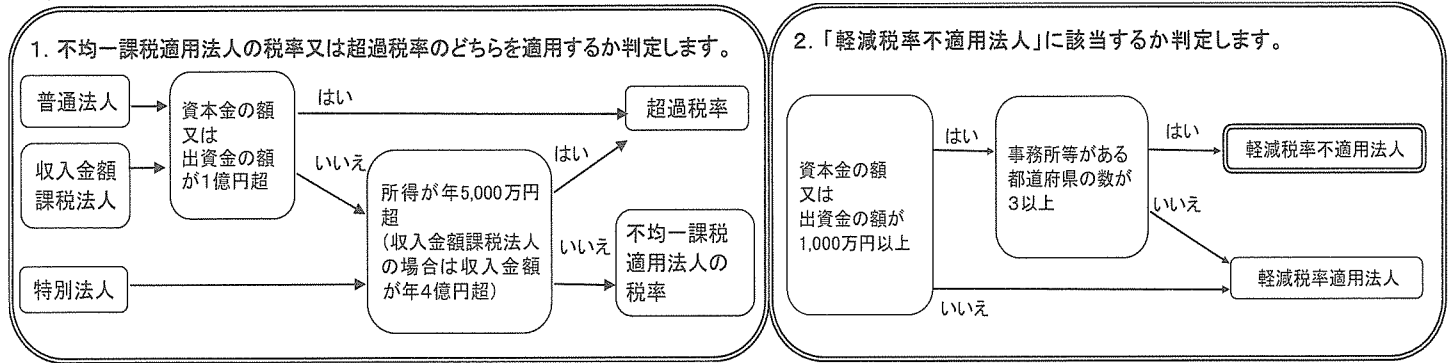 1．不均一課税適用法人の税率又は超過税率のどちらを適用するか判定します。
普通法人
収入金額
課税法人
特別法人
資本金の額
又は
出資金の額
が1億円超
はい
いいえ
所得が年5,000万円
超
（収入金額課税法人
の場合は収入金額
が年4億円超）
はい
いいえ
超過税率
不均一課税
適用法人の
税率
2．「軽減税率不適用法人」に該当するか判定します。
資本金の額
又は
出資金の額が
1,000万円以上
はい
いいえ
事務所等がある
都道府県の数が
3以上
はい
いいえ
軽減税率不適用法人
軽減税率適用法人